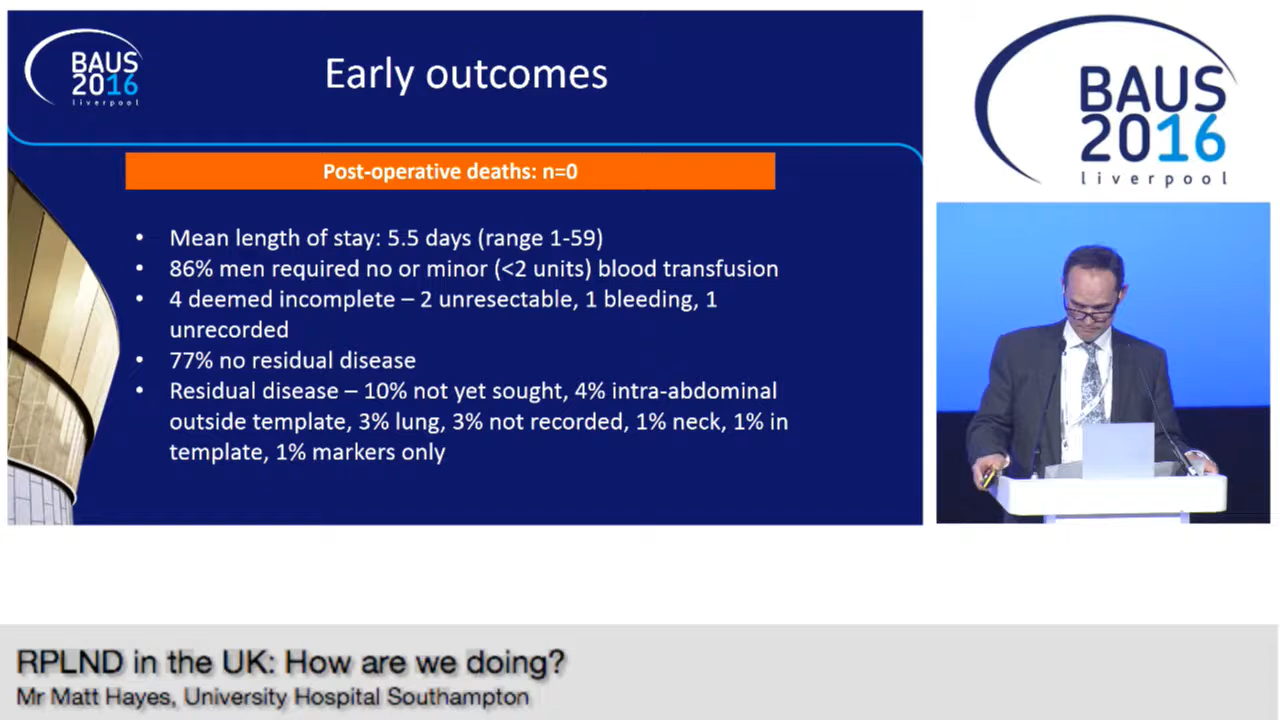 BAUS
2016
liverpool
Early outcomes
Post-operative deaths: n=0
• Mean length of stay: 5.5 days (range 1-59)
• 86% men required no or minor (<2 units) blood transfusion
• 4 deemed incomplete – 2 unresectable, 1 bleeding, 1
unrecorded
• 77% no residual disease
• Residual disease – 10% not yet sought, 4% intra-abdominal
outside template, 3% lung, 3% not recorded, 1% neck, 1% in
template, 1% markers only
BAUS
2016
liverpool
RPLND in the UK: How are we doing?
Mr Matt Hayes, University Hospital Southampton